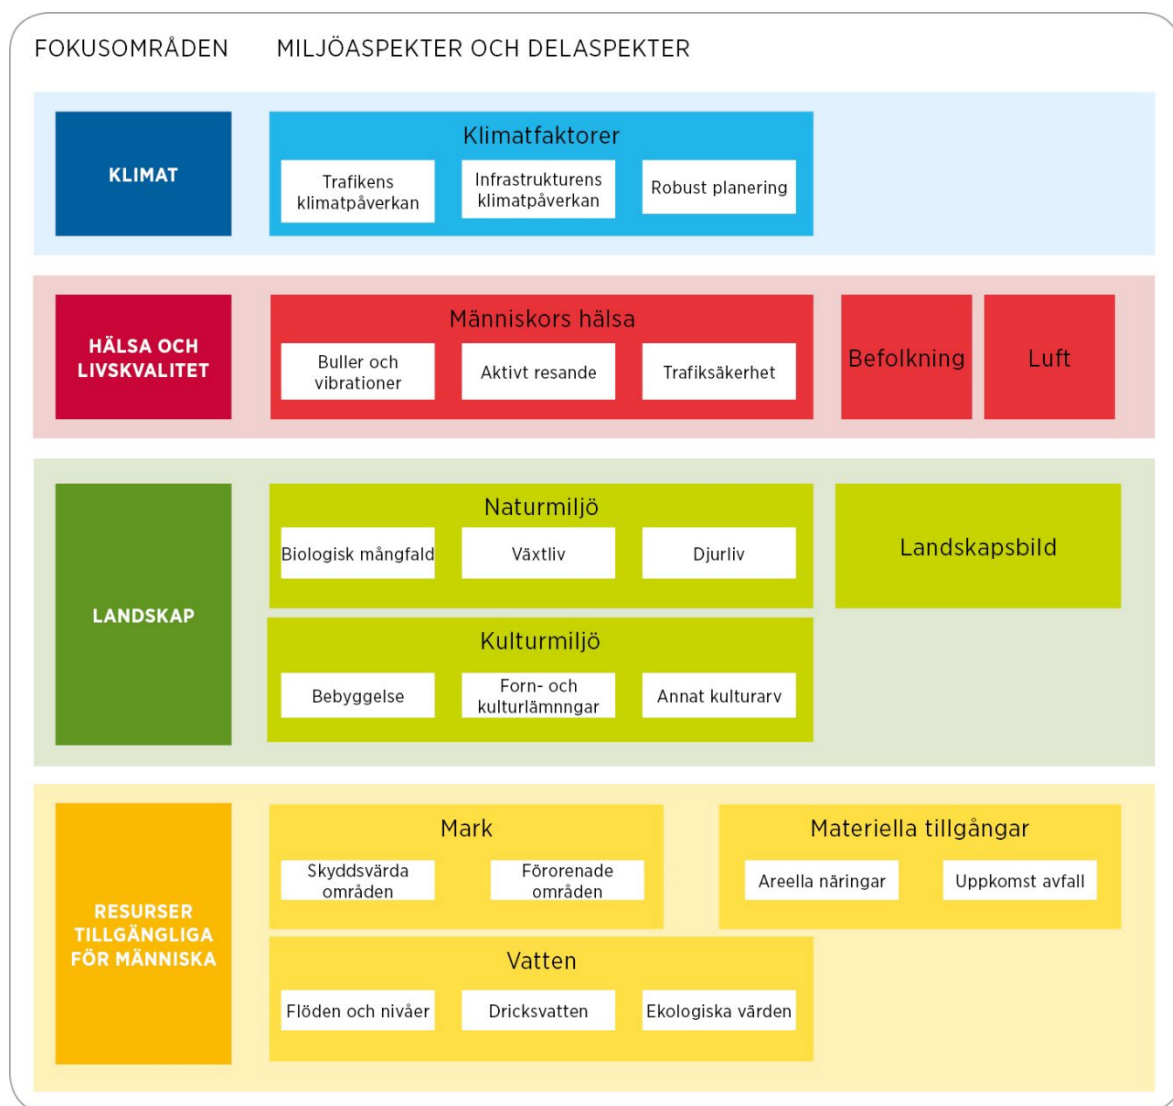 FOKUSOMRÅDEN
MILJÖASPEKTER OCH DELASPEKTER
KLIMAT
Klimatfaktorer
Trafikens
klimatpåverkan
Infrastrukturens
klimatpåverkan
Robust planering
HÄLSA OCH
LIVSKVALITET
Människors hälsa
Buller och
vibrationer
Aktivt resande
Trafiksäkerhet
Befolkning
Luft
LANDSKAP
Naturmiljö
Biologisk mångfald
Växtliv
Djurliv
Landskapsbild
Kulturmiljö
Bebyggelse
Forn- och
kulturlämnngar
Annat kulturarv
RESURSER
TILLGÄNGLIGA
FÖR MÄNNISKA
Mark
Skyddsvärda
områden
Förorenade
områden
Materiella tillgångar
Areella näringar
Uppkomst avfall
Vatten
Flöden och nivåer
Dricksvatten
Ekologiska värden